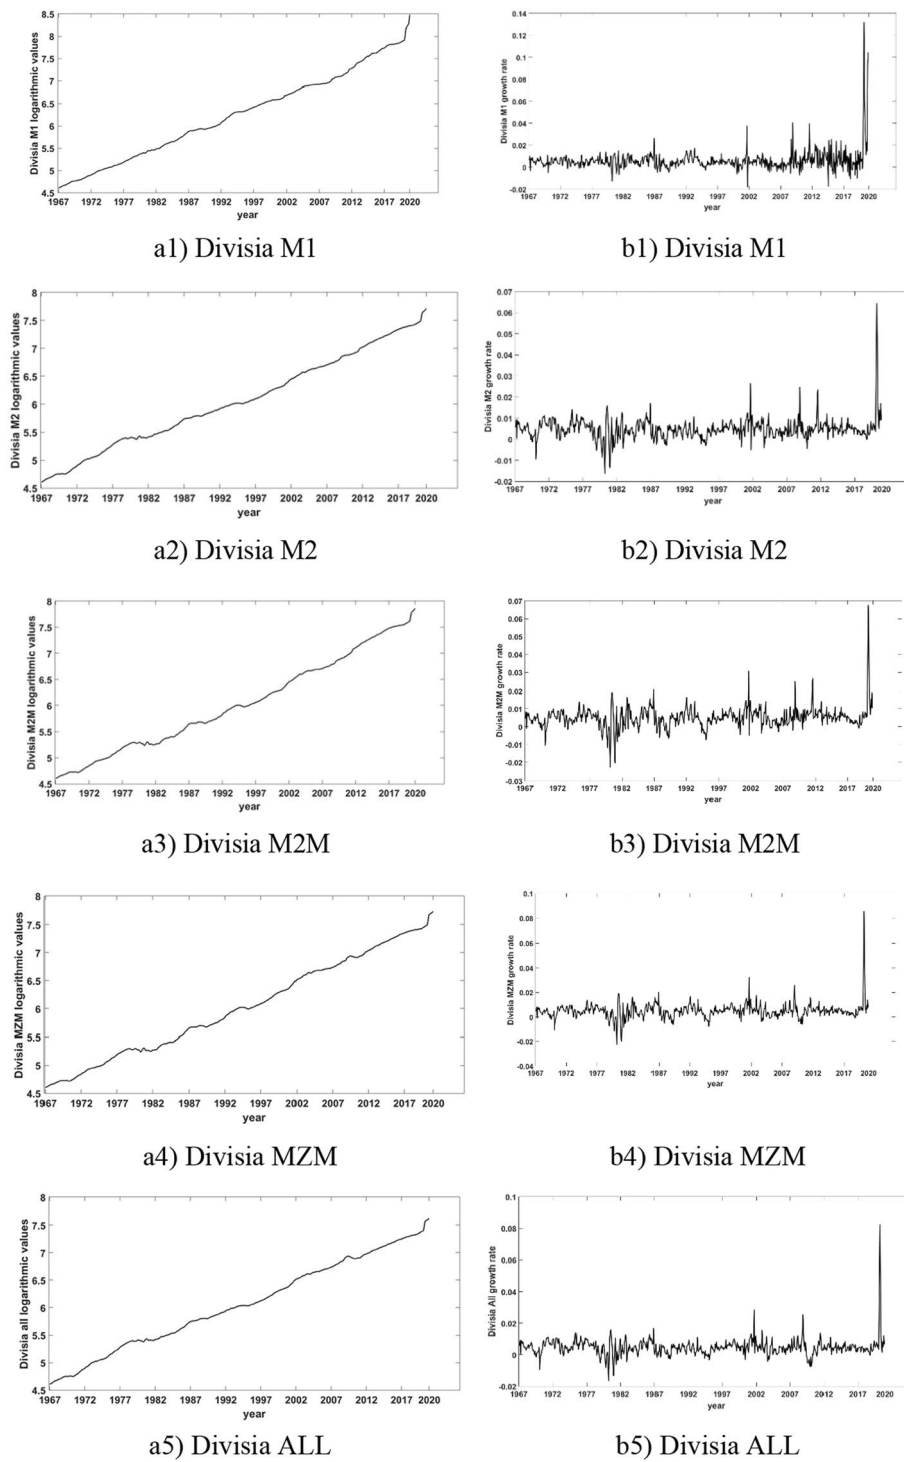 8.5
8
7.5
7
6.5
6
5.5
5
4.5
Divisia M1 logarithmic values
1967 1972 1977 1982 1987 1992 1997 2002 2007 2012 2017 2020
year
a1) Divisia M1
0.14
0.12
0.1
0.08
0.06
0.04
0.02
0
-0.02
Divisia M1 growth rate
1967 1972 1977 1982 1987 1992 1997 2002 2007 2012 2017 2020
year
b1) Divisia M1
8
7.5
7
6.5
6
5.5
5
4.5
Divisia M2 logarithmic values
1967 1972 1977 1982 1987 1992 1997 2002 2007 2012 2017 2020
year
a2) Divisia M2
0.07
0.06
0.05
0.04
0.03
0.02
0.01
0
-0.01
-0.02
Divisia M2 growth rate
1967 1972 1977 1982 1987 1992 1997 2002 2007 2012 2017 2020
year
b2) Divisia M2
8
7.5
7
6.5
6
5.5
5
4.5
Divisia M2M logarithmic values
1967 1972 1977 1982 1987 1992 1997 2002 2007 2012 2017 2020
year
a3) Divisia M2M
0.07
0.06
0.05
0.04
0.03
0.02
0.01
0
-0.01
-0.02
-0.03
Divisia M2M growth rate
1967 1972 1977 1982 1987 1992 1997 2002 2007 2012 2017 2020
year
b3) Divisia M2M
8
7.5
7
6.5
6
5.5
5
4.5
Divisia MZM logarithmic values
1967 1972 1977 1982 1987 1992 1997 2002 2007 2012 2017 2020
year
a4) Divisia MZM
0.1
0.08
0.06
0.04
0.02
0
-0.02
-0.04
Divisia MZM growth rate
1967 1972 1977 1982 1987 1992 1997 2002 2007 2012 2017 2020
year
b4) Divisia MZM
8
7.5
7
6.5
6
5.5
5
4.5
Divisia all logarithmic values
1967 1972 1977 1982 1987 1992 1997 2002 2007 2012 2017 2020
year
a5) Divisia ALL
0.1
0.08
0.06
0.04
0.02
0
-0.02
Divisia All growth rate
1967 1972 1977 1982 1987 1992 1997 2002 2007 2012 2017 2020
year
b5) Divisia ALL